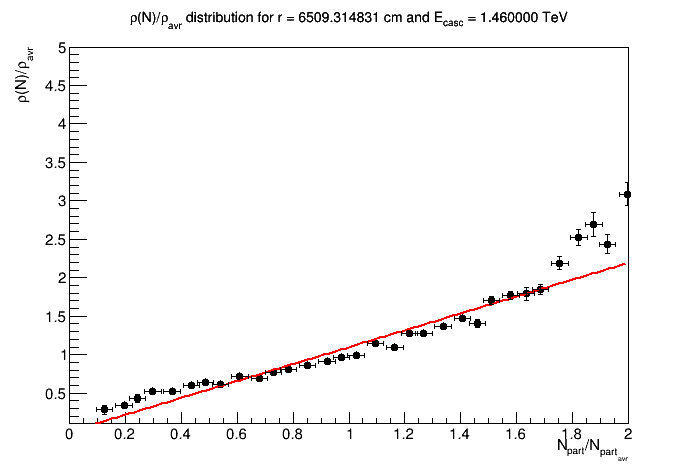 ρ(N)/ρavr distribution for r = 6509.314831 cm and Ecasc = 1.460000 TeV
ρ(N)/ρavr
5
4.5
4
3.5
3
2.5
2
1.5
1
0.5
0 0.2 0.4 0.6 0.8 1 1.2 1.4 1.6 1.8 2
Npart/Npartavr